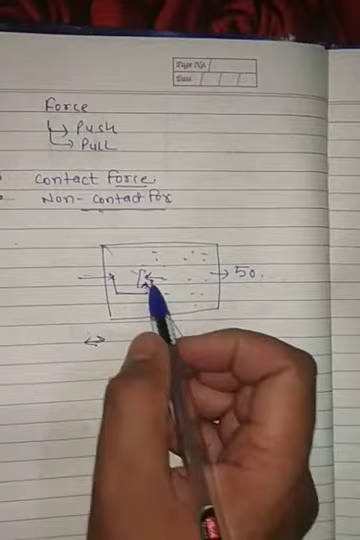 Page No.
Date
Force
Push
Pull
Contact force
Non-Contact For
50.